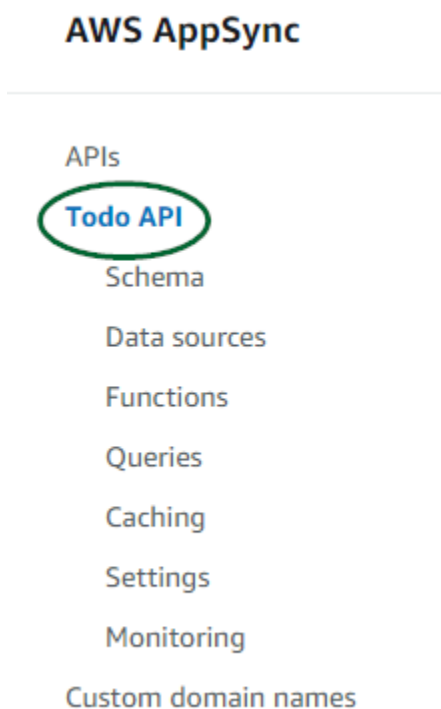 AWS AppSync
APIs
Todo API
Schema
Data sources
Functions
Queries
Caching
Settings
Monitoring
Custom domain names